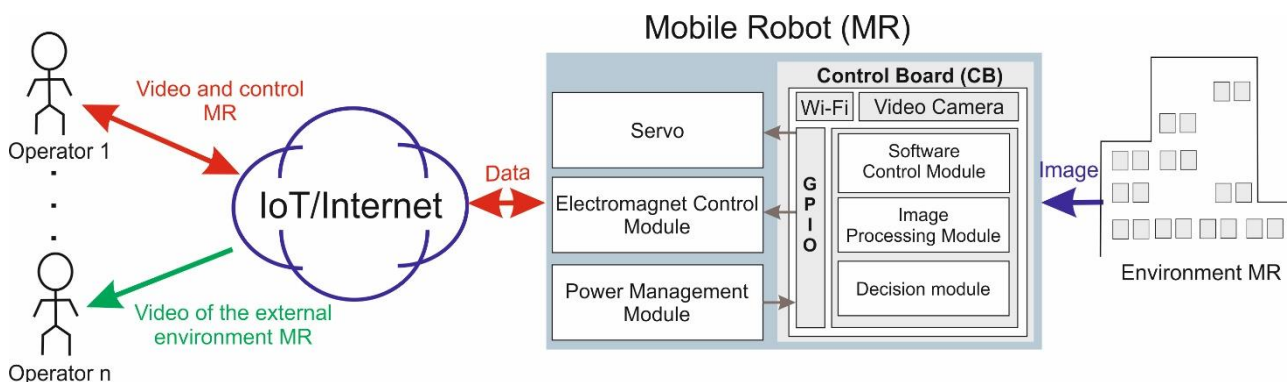 Mobile Robot (MR)
Operator 1
Video and control
MR
IoT/Internet
Video of the external
environment MR
Operator n
Data
Servo
Electromagnet Control
Module
Power Management
Module
Control Board (CB)
Wi-Fi
Video Camera
GPIO
Software
Control Module
Image
Processing Module
Decision module
Image
Environment MR